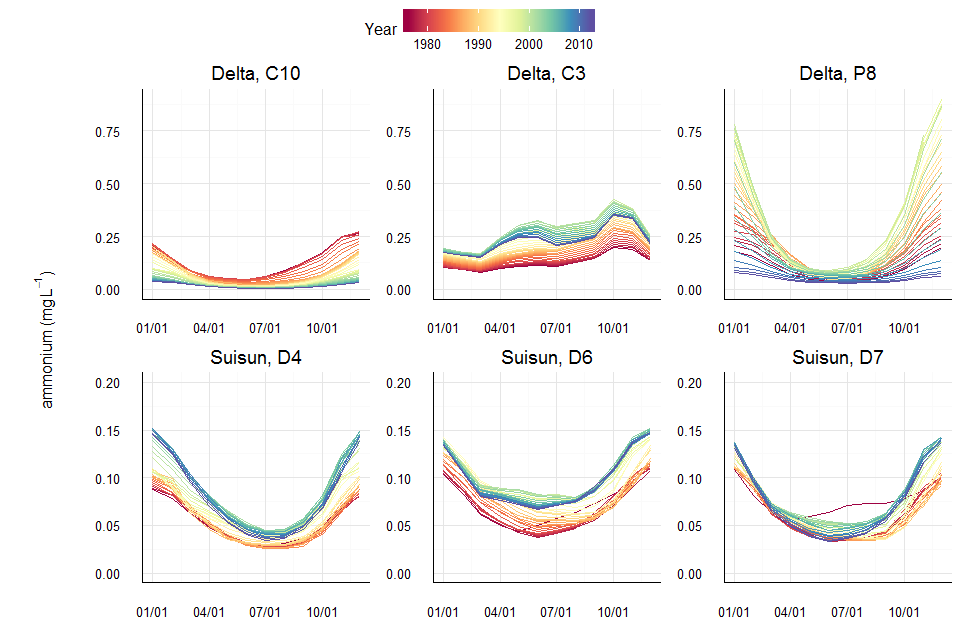 Year
1980 1990 2000 2010
Delta, C10 Delta, C3 Delta, P8
0.75 0.75 0.75
0.50 0.50 0.50
0.25 0.25 0.25
0.00 0.00 0.00
01/01 04/01 07/01 10/01 01/01 04/01 07/01 10/01 01/01 04/01 07/01 10/01
ammonium (mgL⁻¹)
Suisun, D4 Suisun, D6 Suisun, D7
0.20 0.20 0.20
0.15 0.15 0.15
0.10 0.10 0.10
0.05 0.05 0.05
0.00 0.00 0.00
01/01 04/01 07/01 10/01 01/01 04/01 07/01 10/01 01/01 04/01 07/01 10/01